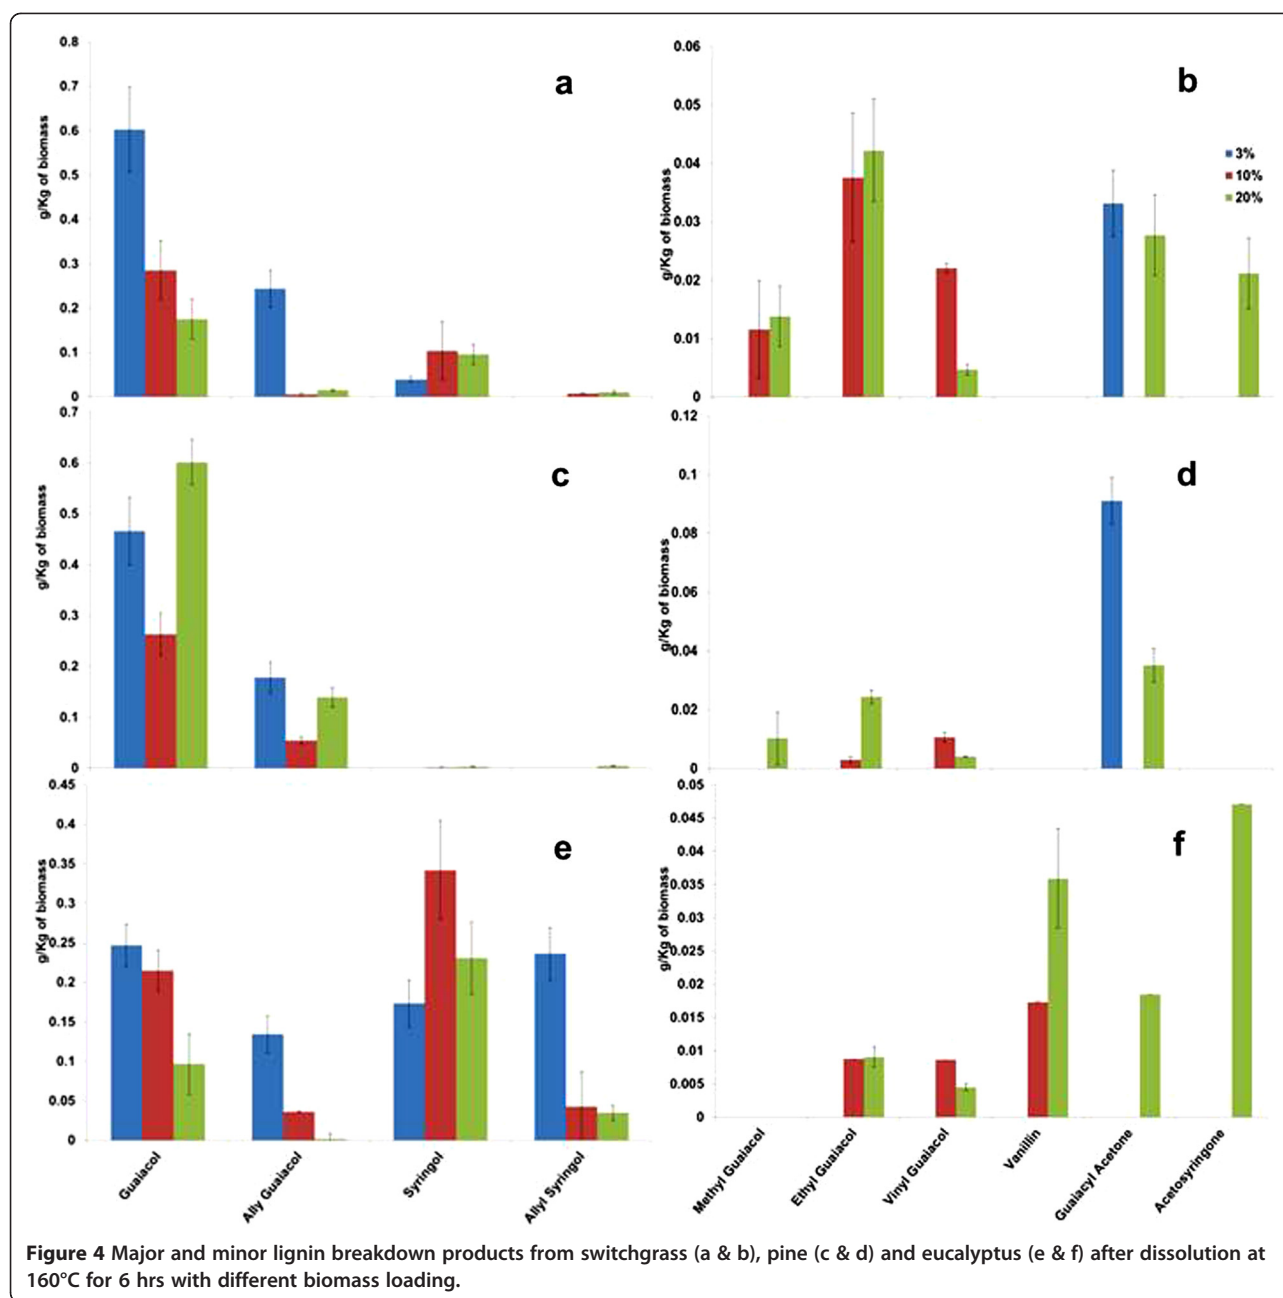 0.8
0.7
0.6
0.5
0.4
0.3
0.2
0.1
0
g/Kg of biomass
a
0.06
0.05
0.04
0.03
0.02
0.01
0
g/Kg of biomass
b
3%
10%
20%
0.7
0.6
0.5
0.4
0.3
0.2
0.1
0
g/Kg of biomass
c
0.12
0.1
0.08
0.06
0.04
0.02
0
g/Kg of biomass
d
0.45
0.4
0.35
0.3
0.25
0.2
0.15
0.1
0.05
0
g/Kg of biomass
e
Guaiacol
Ally Guaiacol
Syringol
Allyl Syringol
0.05
0.045
0.04
0.035
0.03
0.025
0.02
0.015
0.01
0.005
0
g/Kg of biomass
f
Methyl Guaiacol
Ethyl Guaiacol
Vinyl Guaiacol
Vanillin
Guaiacyl Acetone
Acetosyringone
Figure 4 Major and minor lignin breakdown products from switchgrass (a & b), pine (c & d) and eucalyptus (e & f) after dissolution at
160°C for 6 hrs with different biomass loading.